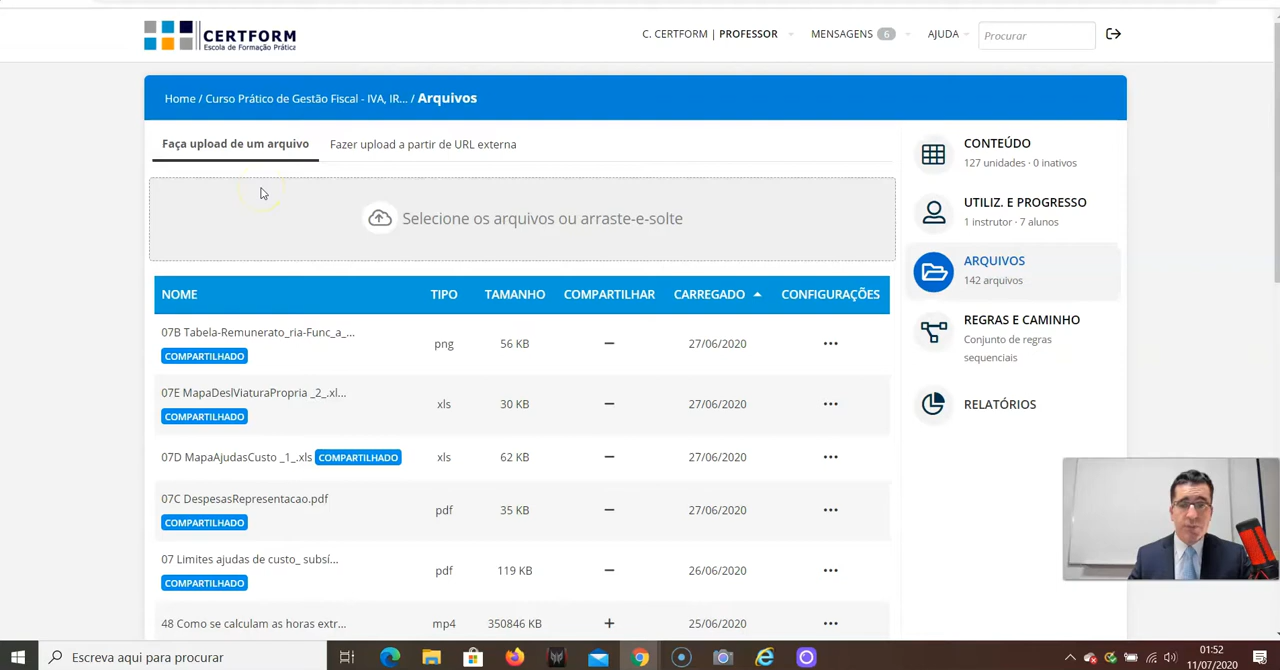 CERTFORM
Escola de Formação Prática
C. CERTFORM | PROFESSOR
MENSAGENS 6
AJUDA
Procurar
Home / Curso Prático de Gestão Fiscal - IVA, IR... / Arquivos
Faça upload de um arquivo
Fazer upload a partir de URL externa
Selecione os arquivos ou arraste-e-solte
NOME TIPO TAMANHO COMPARTILHAR CARREGADO CONFIGURAÇÕES
07B Tabela-Remunerato_ria-Func_a_...
COMPARTILHADO
png 56 KB 27/06/2020
07E MapaDeslViaturaPropria _2_.xl...
COMPARTILHADO
xls 30 KB 27/06/2020
07D MapaAjudasCusto _1_.xls COMPARTILHADO xls 62 KB 27/06/2020
07C DespesasRepresentacao.pdf
COMPARTILHADO
pdf 35 KB 27/06/2020
07 Limites ajudas de custo_ subsí...
COMPARTILHADO
pdf 119 KB 26/06/2020
48 Como se calculam as horas extr... mp4 350846 KB 25/06/2020
CONTEÚDO
127 unidades · 0 inativos
UTILIZ. E PROGRESSO
1 instrutor · 7 alunos
ARQUIVOS
142 arquivos
REGRAS E CAMINHO
Conjunto de regras
sequenciais
RELATÓRIOS
Escreva aqui para procurar
01:52
11/07/2020